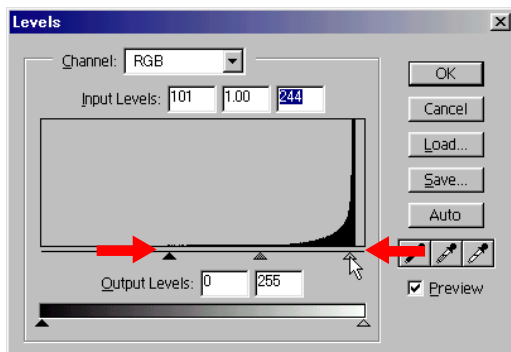 Levels
Channel: RGB
Input Levels: 101 1.00 244
Output Levels: 0 255
OK
Cancel
Load...
Save...
Auto
Preview